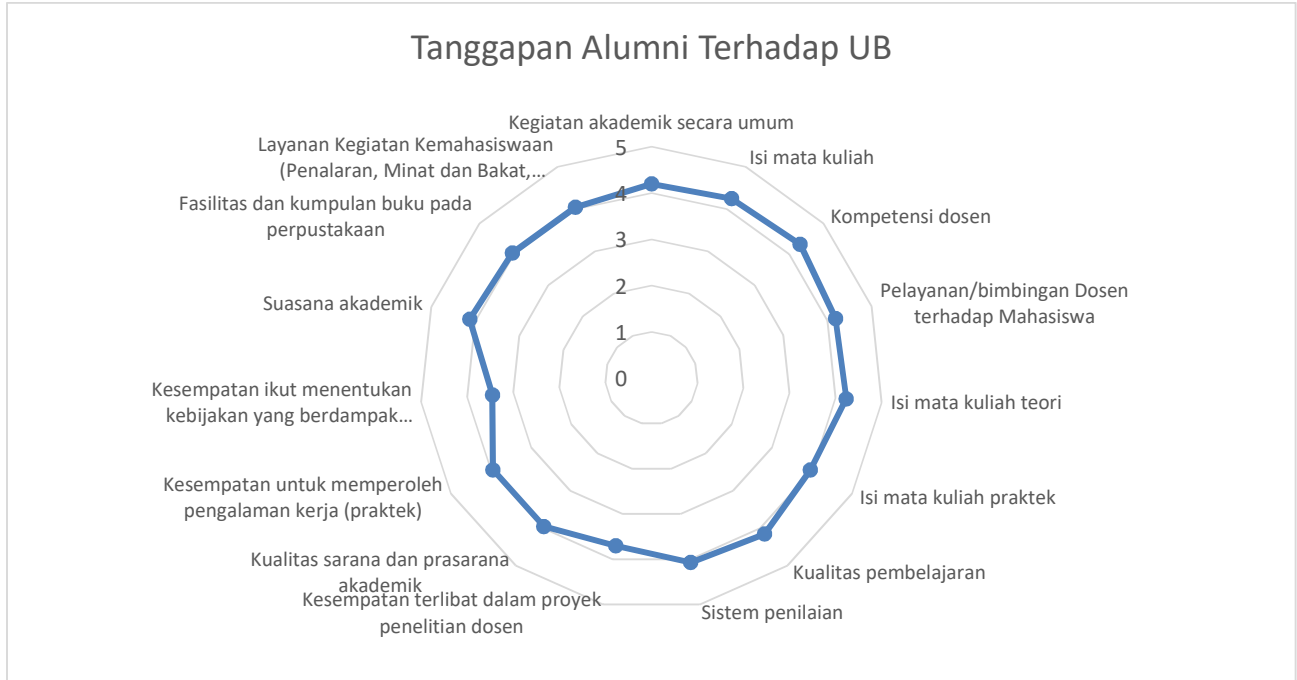 Tanggapan Alumni Terhadap UB
Kegiatan akademik secara umum
Isi mata kuliah
Kompetensi dosen
Pelayanan/bimbingan Dosen
terhadap Mahasiswa
Isi mata kuliah teori
Isi mata kuliah praktek
Kualitas pembelajaran
Sistem penilaian
Kesempatan terlibat dalam proyek
penelitian dosen
Kualitas sarana dan prasarana
akademik
Kesempatan untuk memperoleh
pengalaman kerja (praktek)
Kesempatan ikut menentukan
kebijakan yang berdampak...
Suasana akademik
Fasilitas dan kumpulan buku pada
perpustakaan
Layanan Kegiatan Kemahasiswaan
(Penalaran, Minat dan Bakat,...
5
4
3
2
1
0